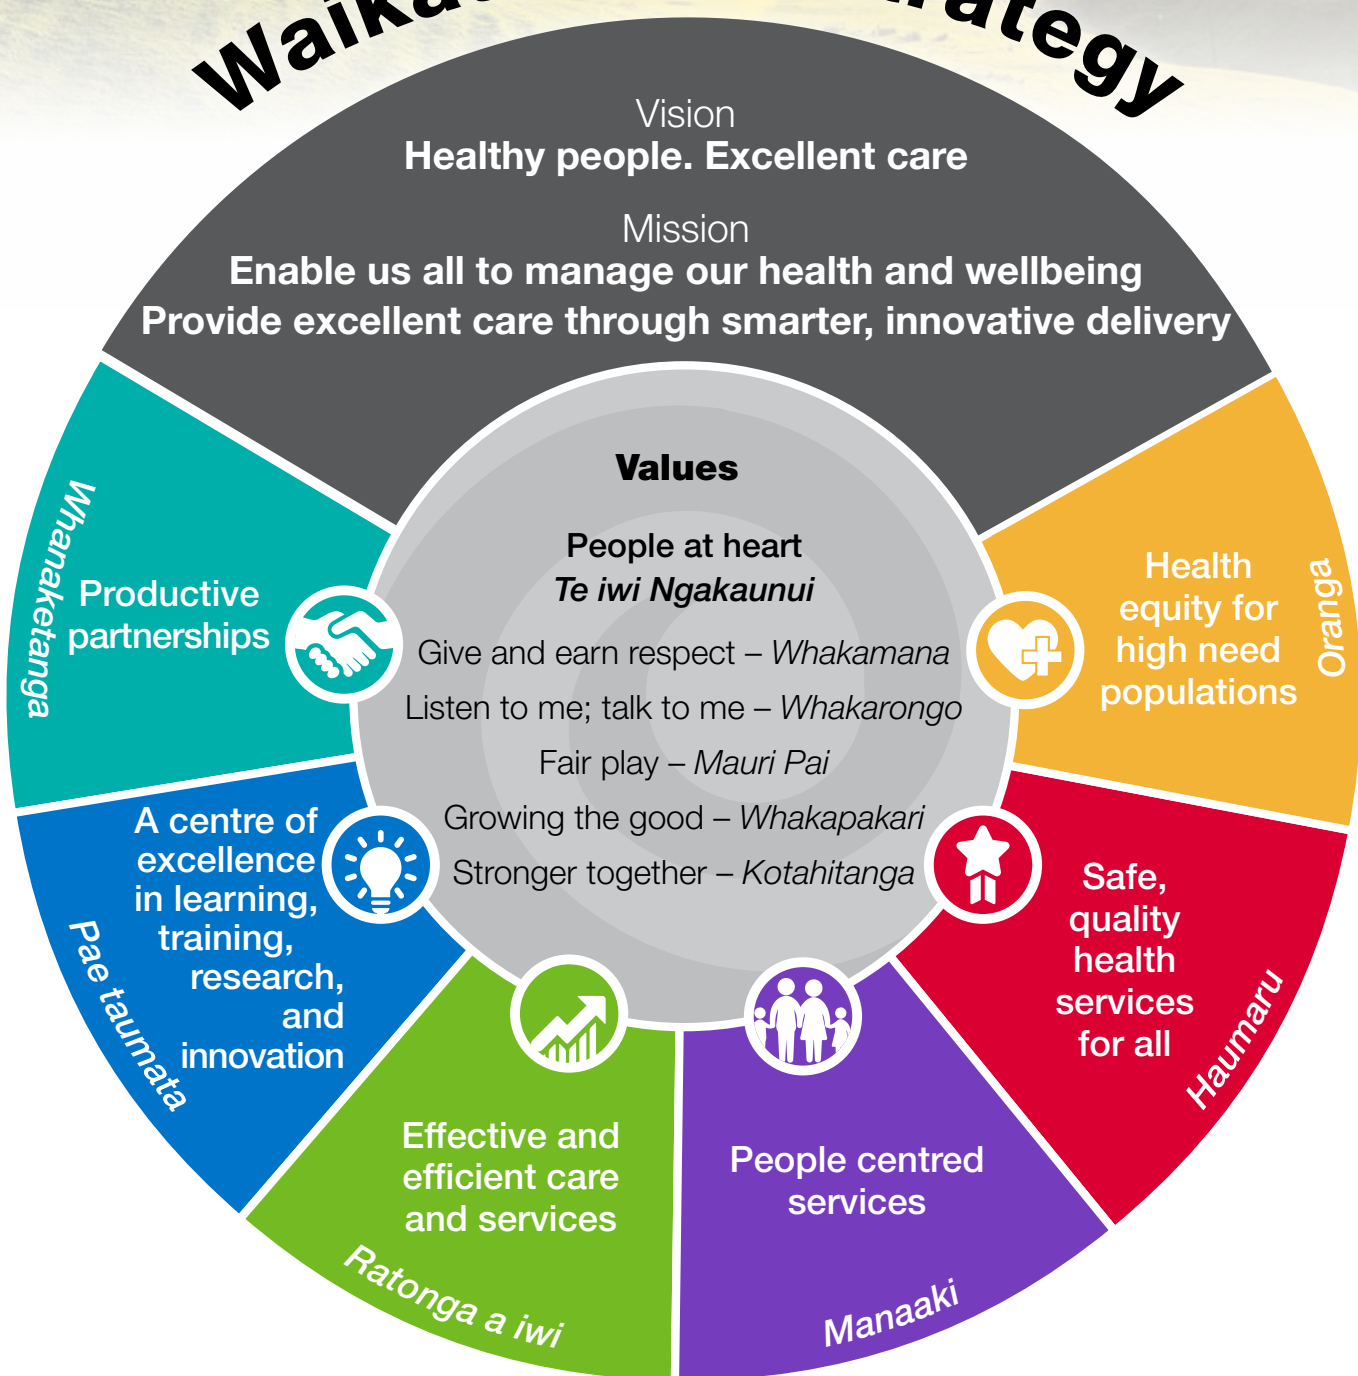 Vision
Healthy people. Excellent care
Mission
Enable us all to manage our health and wellbeing
Provide excellent care through smarter, innovative delivery
Values
People at heart
Te iwi Ngakaunui
Give and earn respect – Whakamana
Listen to me; talk to me – Whakarongo
Fair play – Mauri Pai
Growing the good – Whakapakari
Stronger together – Kotahitanga
Health
equity for
high need
populations
Oranga
Safe,
quality
health
services
for all
Haumaru
People centred
services
Manaaki
Effective and
efficient care
and services
Ratonga a iwi
A centre of
excellence
in learning,
training,
research,
and
innovation
Pae taumata
Productive
partnerships
Whanaketanga